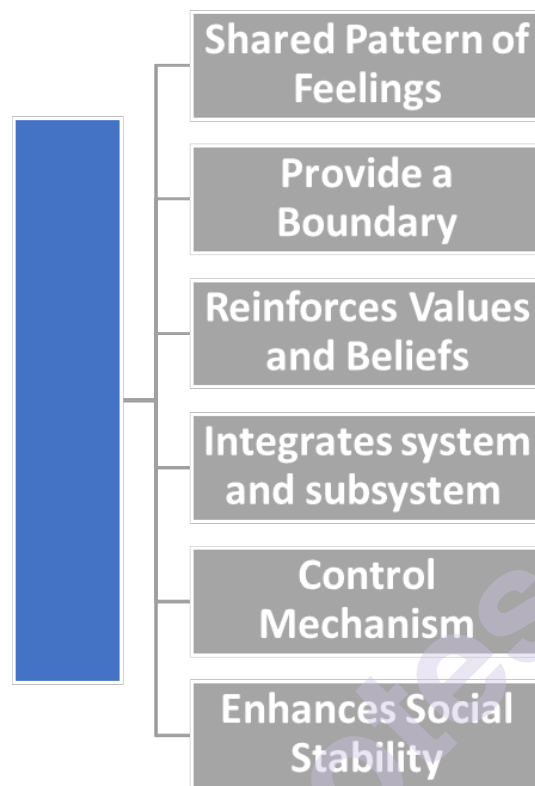 Shared Pattern of
Feelings
Provide a
Boundary
Reinforces Values
and Beliefs
Integrates system
and subsystem
Control
Mechanism
Enhances Social
Stability